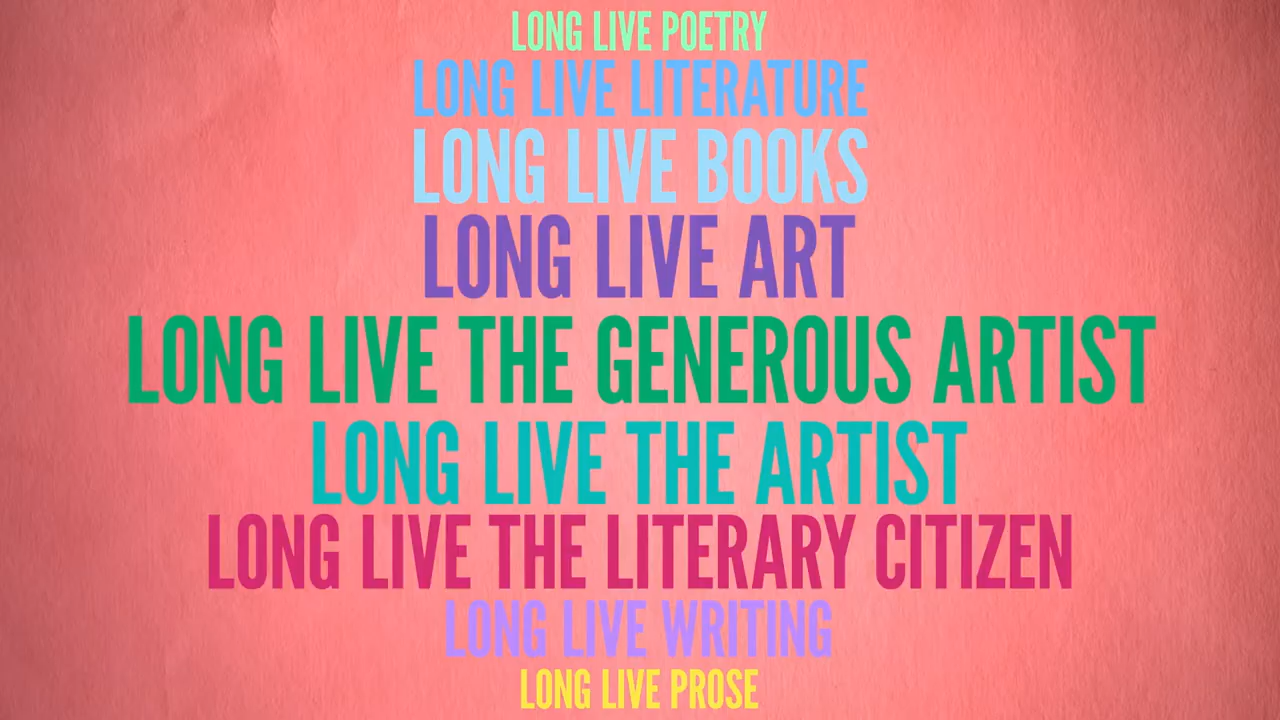 LONG LIVE POETRY
LONG LIVE LITERATURE
LONG LIVE BOOKS
LONG LIVE ART
LONG LIVE THE GENEROUS ARTIST
LONG LIVE THE ARTIST
LONG LIVE THE LITERARY CITIZEN
LONG LIVE WRITING
LONG LIVE PROSE